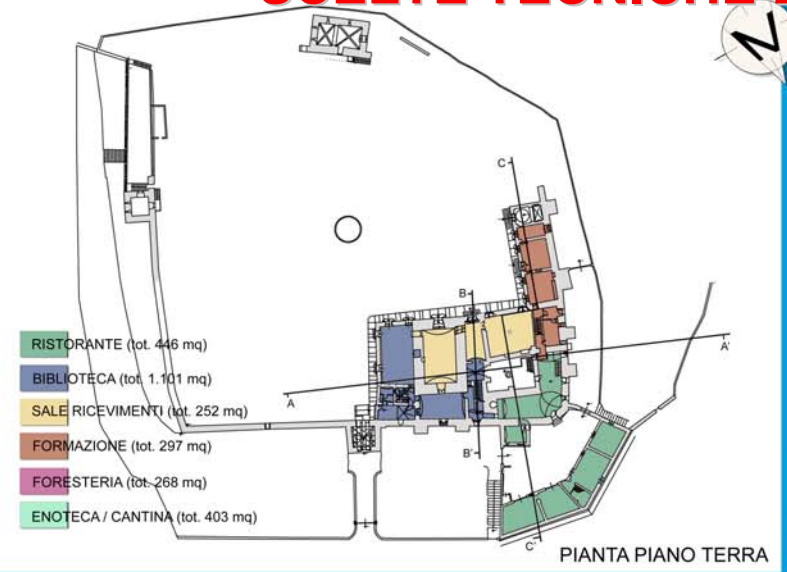 N
C
B
A'
A
B'
C'
RISTORANTE (tot. 446 mq)
BIBLIOTECA (tot. 1.101 mq)
SALE RICEVIMENTI (tot. 252 mq)
FORMAZIONE (tot. 297 mq)
FORESTERIA (tot. 268 mq)
ENOTECA / CANTINA (tot. 403 mq)
PIANTA PIANO TERRA